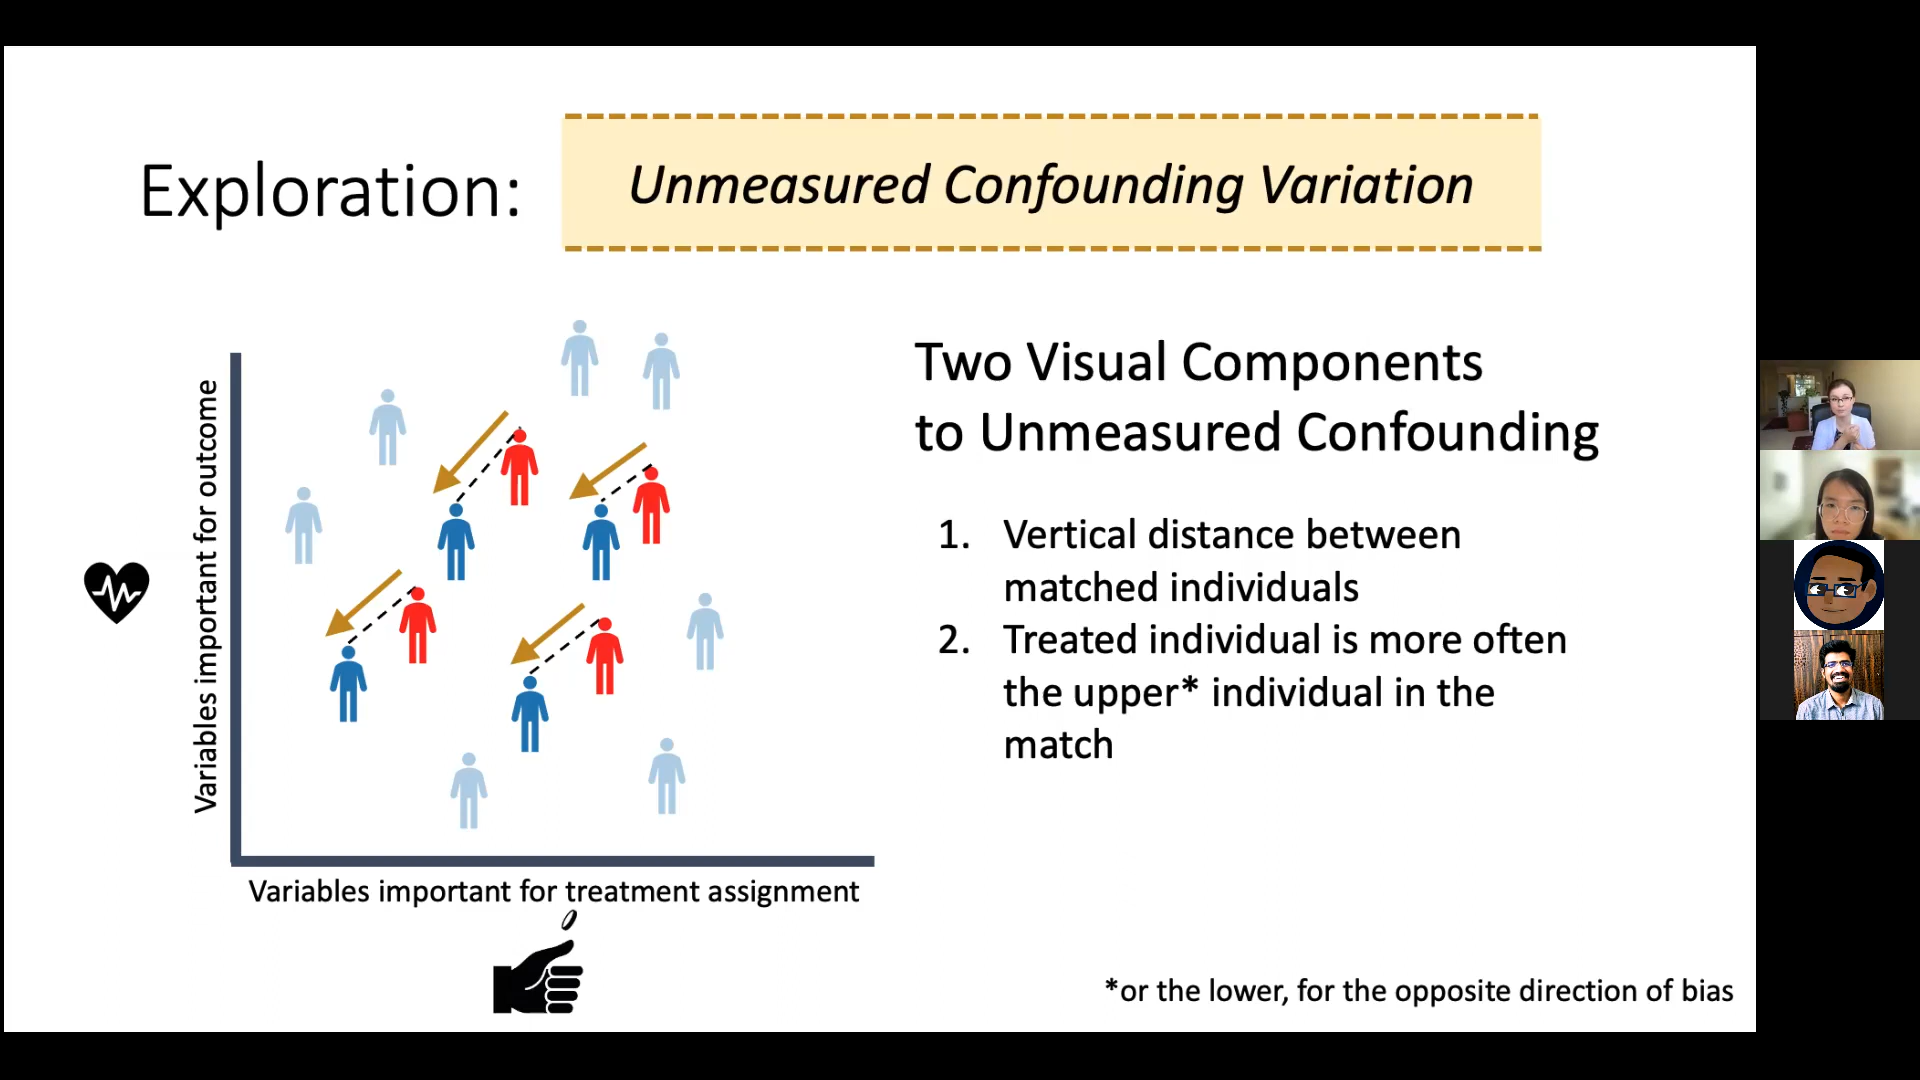 Exploration:
Unmeasured Confounding Variation
Two Visual Components
to Unmeasured Confounding
1. Vertical distance between
matched individuals
2. Treated individual is more often
the upper* individual in the
match
Variables important for outcome
Variables important for treatment assignment
*or the lower, for the opposite direction of bias